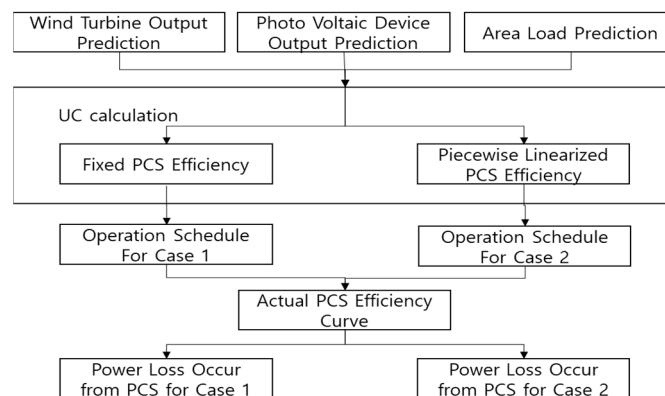 Wind Turbine Output
Prediction
Photo Voltaic Device
Output Prediction
Area Load Prediction
UC calculation
Fixed PCS Efficiency
Piecewise Linearized
PCS Efficiency
Operation Schedule
For Case 1
Operation Schedule
For Case 2
Actual PCS Efficiency
Curve
Power Loss Occur
from PCS for Case 1
Power Loss Occur
from PCS for Case 2